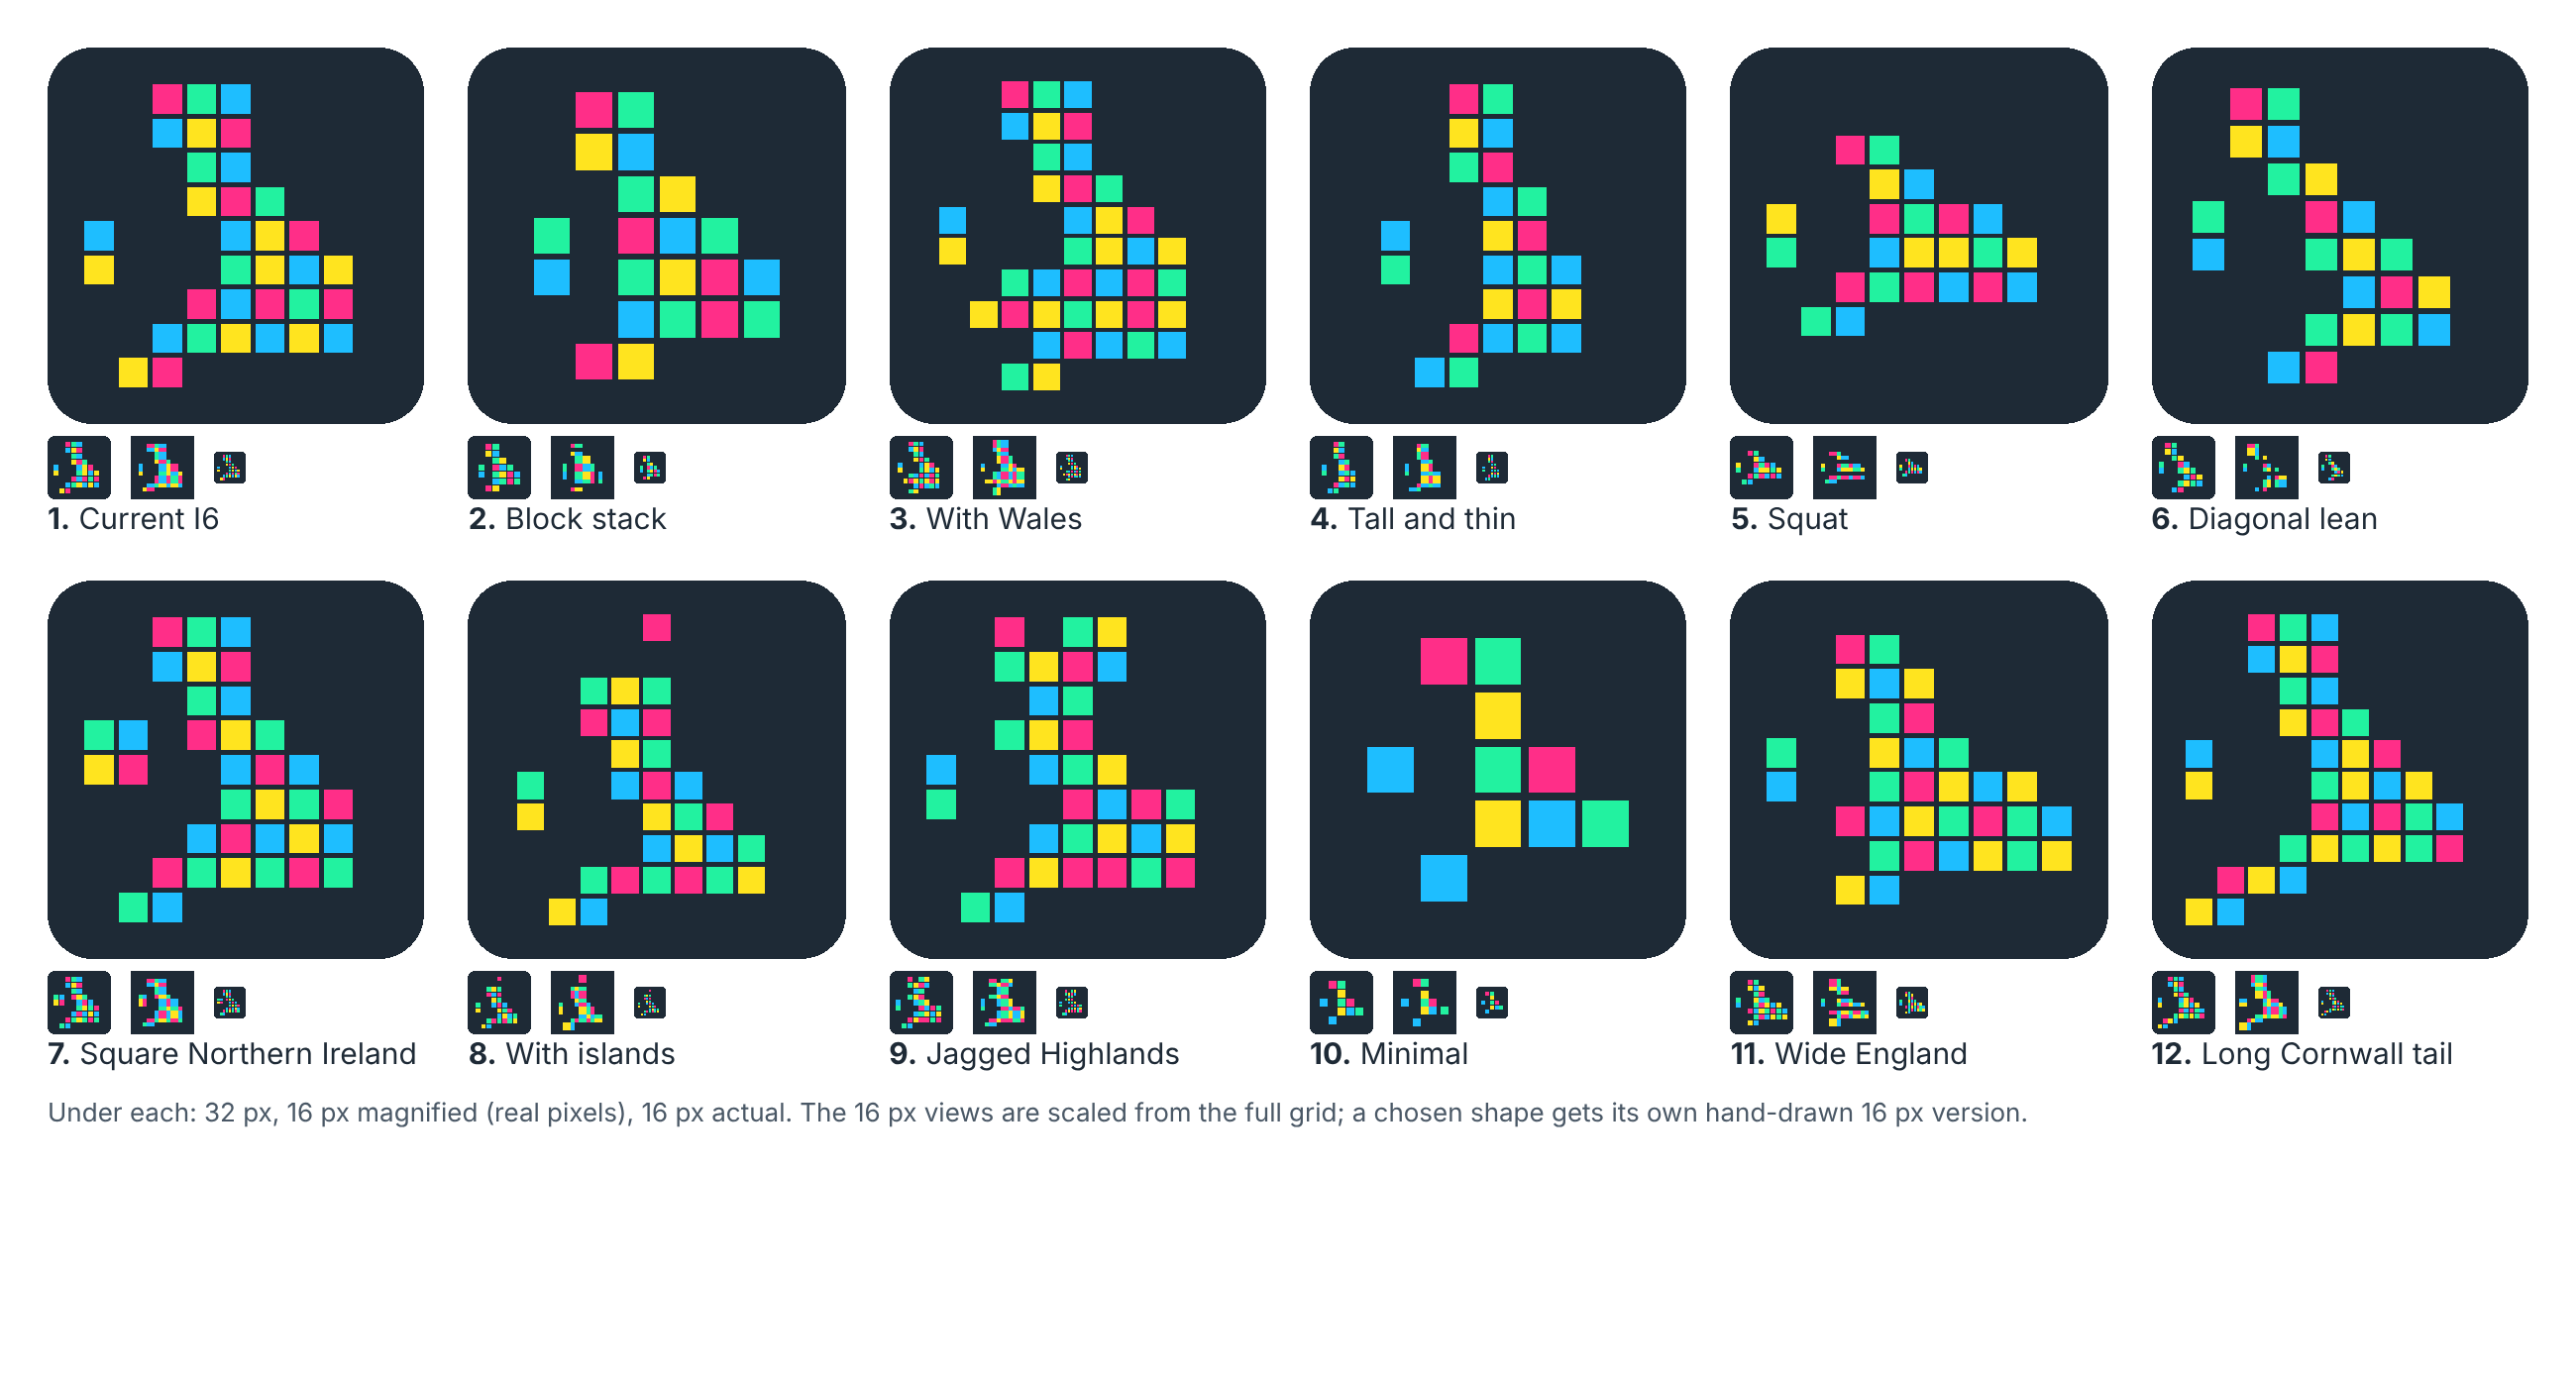 1. Current I6
2. Block stack
3. With Wales
4. Tall and thin
5. Squat
6. Diagonal lean
7. Square Northern Ireland
8. With islands
9. Jagged Highlands
10. Minimal
11. Wide England
12. Long Cornwall tail
Under each: 32 px, 16 px magnified (real pixels), 16 px actual. The 16 px views are scaled from the full grid; a chosen shape gets its own hand-drawn 16 px version.